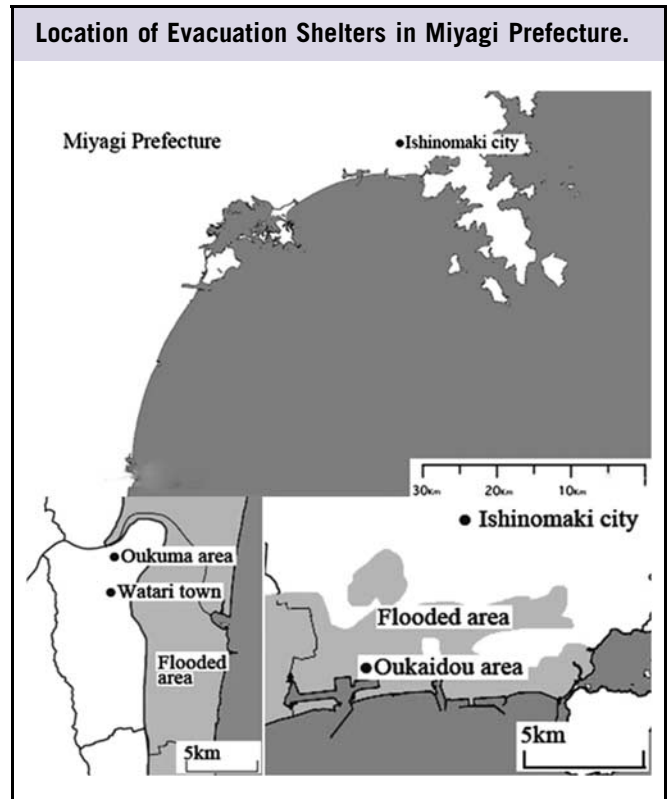 Location of Evacuation Shelters in Miyagi Prefecture.
Miyagi Prefecture
Ishinomaki city
30Km 20Km 10Km
Ishinomaki city
Oukuma area
Watari town
Flooded
area
5km
Flooded area
Oukaidou area
5km